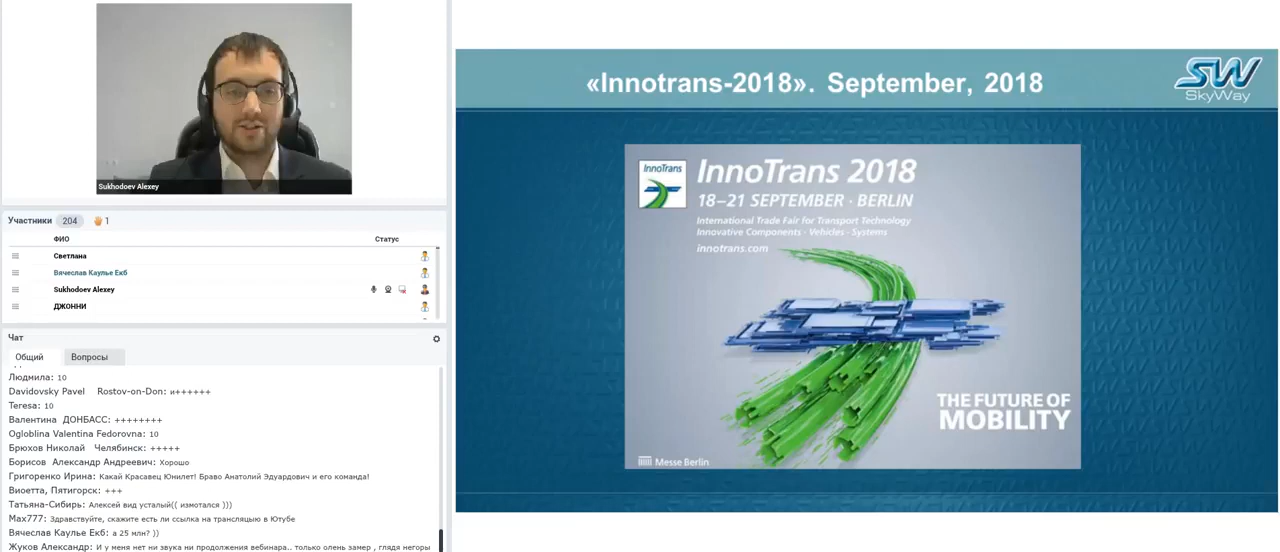 Sukhodoev Alexey
Участники 204 1
ФИО Статус
Светлана
Вячеслав Каулье Екб
Sukhodoev Alexey
ДЖОННИ
Чат
Общий Вопросы
Людмила: 10
Davidovsky Pavel Rostov-on-Don: и++++++
Teresa: 10
Валентина ДОНБАСС: ++++++++
Ogloblina Valentina Fedorovna: 10
Брюхов Николай Челябинск: +++++
Борисов Александр Андреевич: Хорошо
Григоренко Ирина: Какай Красавец Юнилет! Браво Анатолий Эдуардович и его команда!
Виоетта, Пятигорск: +++
Татьяна-Сибирь: Алексей вид усталый(( измотался )))
Max777: Здравствуйте, скажите есть ли ссылка на трансляцыю в Ютубе
Вячеслав Каулье Екб: а 25 млн? ))
Жуков Александр: И у меня нет ни звука ни продолжения вебинара.. только олень замер , глядя негоры
«Innotrans-2018». September, 2018
SW
SkyWay
InnoTrans
InnoTrans 2018
18–21 SEPTEMBER · BERLIN
International Trade Fair for Transport Technology
Innovative Components · Vehicles · Systems
innotrans.com
THE FUTURE OF
MOBILITY
Messe Berlin